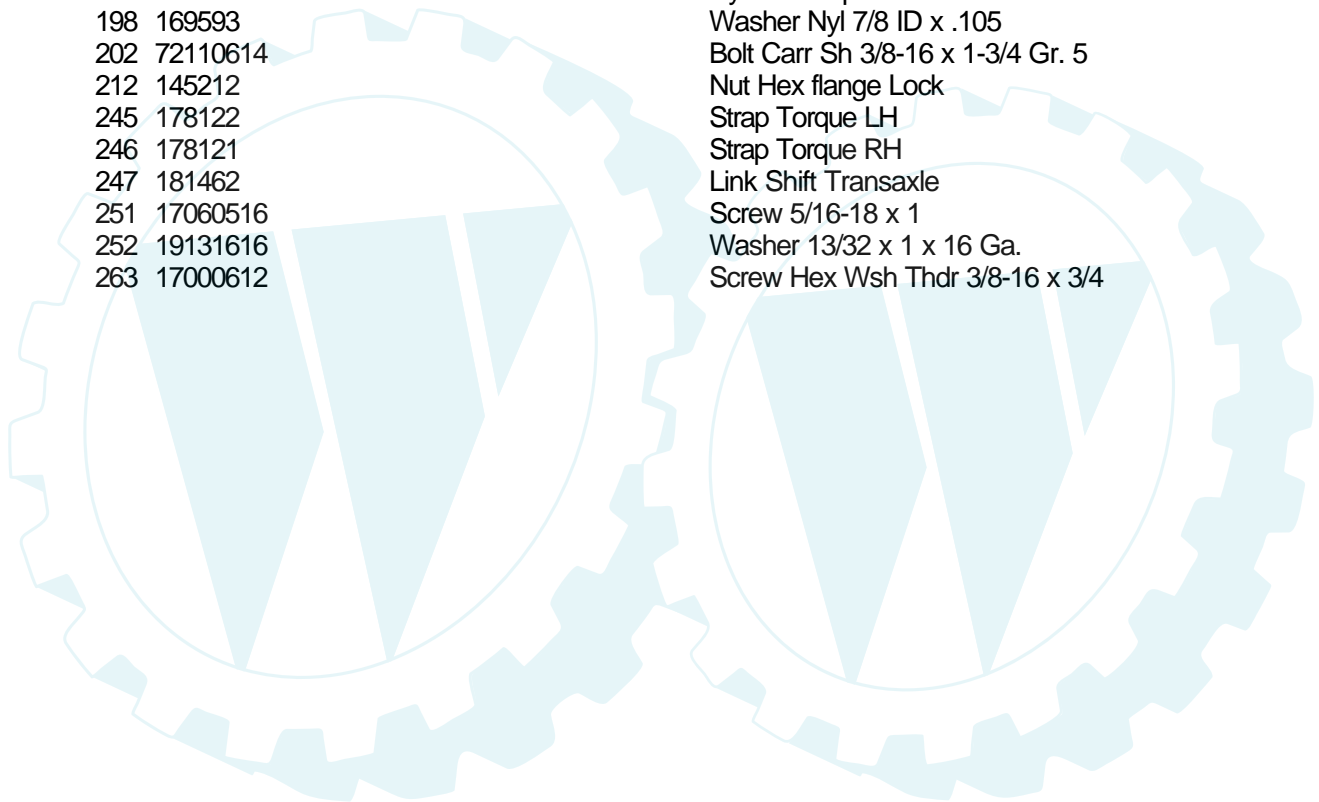 198 169593 Washer Nyl 7/8 ID x .105
202 72110614 Bolt Carr Sh 3/8-16 x 1-3/4 Gr. 5
212 145212 Nut Hex flange Lock
245 178122 Strap Torque LH
246 178121 Strap Torque RH
247 181462 Link Shift Transaxle
251 17060516 Screw 5/16-18 x 1
252 19131616 Washer 13/32 x 1 x 16 Ga.
263 17000612 Screw Hex Wsh Thdr 3/8-16 x 3/4